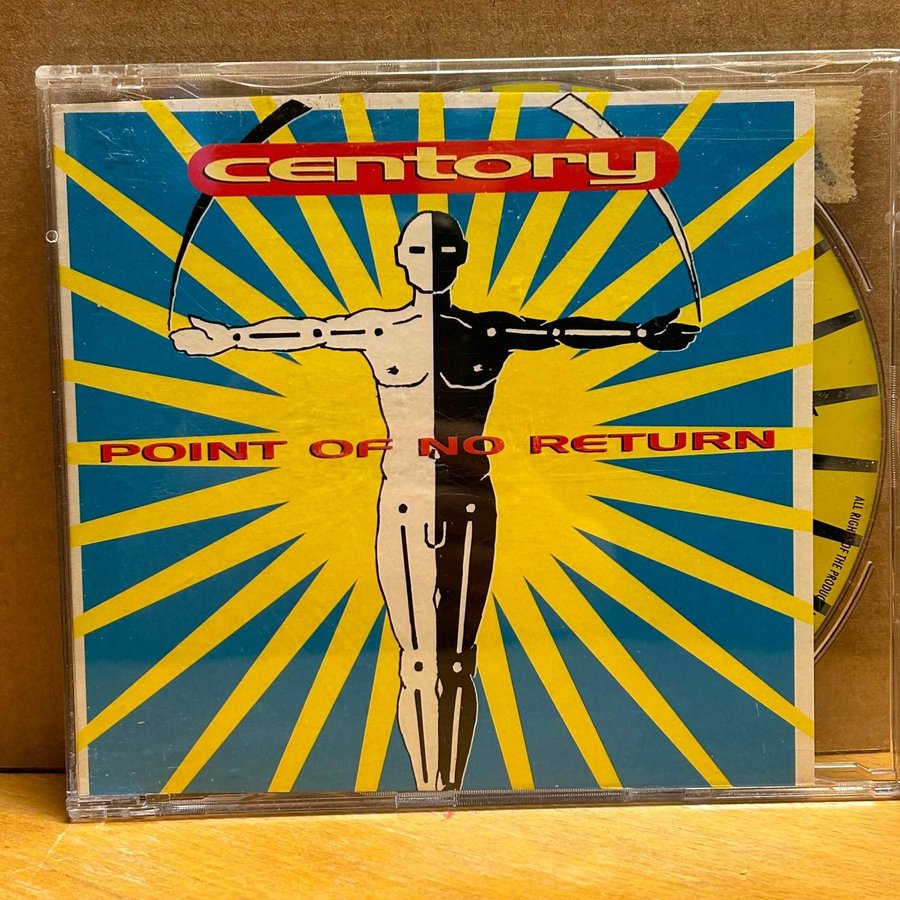 centory
POINT OF NO RETURN
ALL RIGHTS OF THE PRODUC